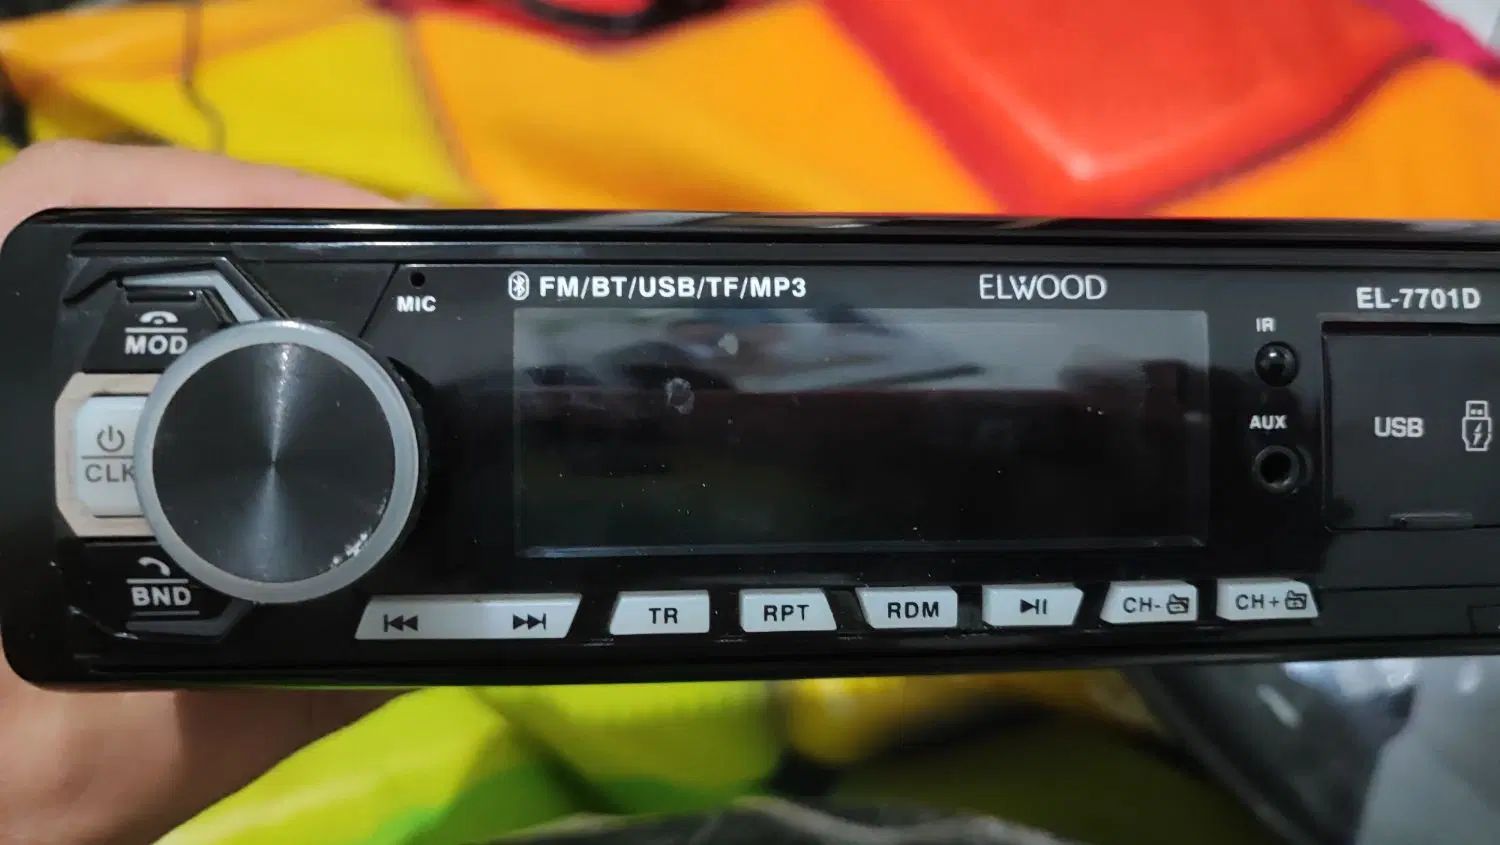 FM/BT/USB/TF/MP3
ELWOOD
EL-7701D
MIC
MOD
CLK
BND
IR
AUX
USB
TR
RPT
RDM
CH-
CH+